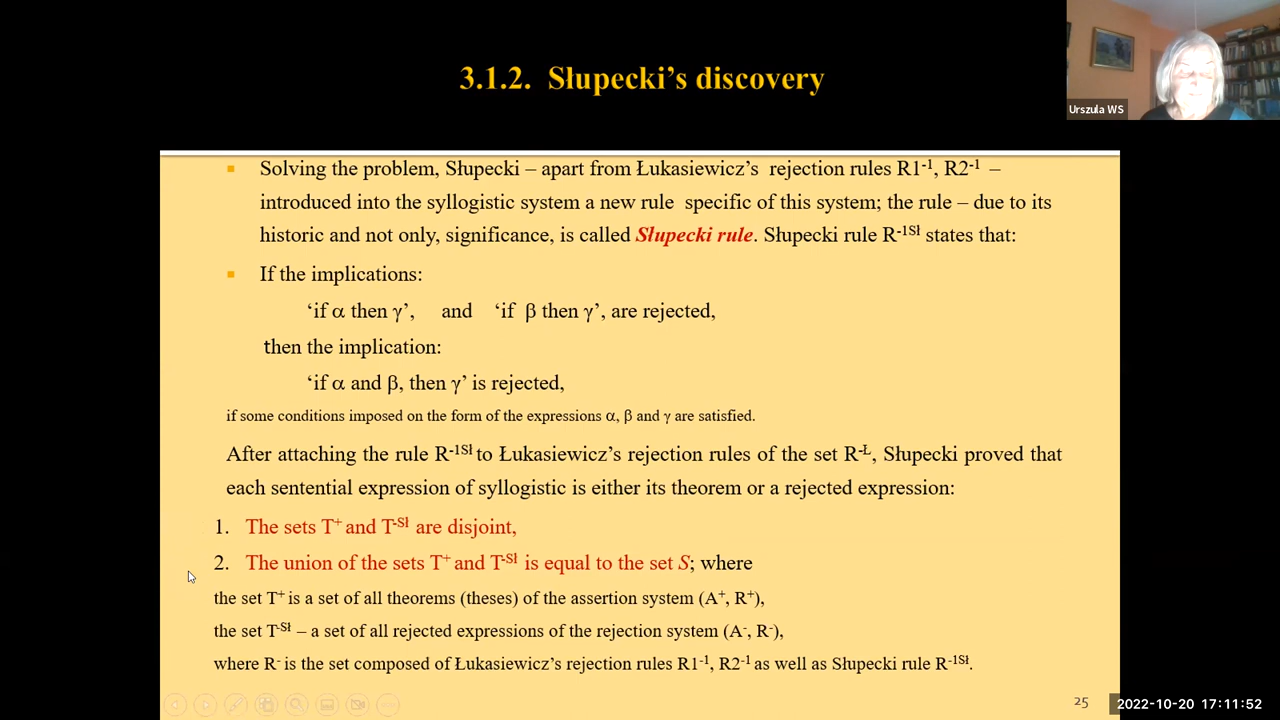 3.1.2. Słupecki's discovery
Urszula WS
▪ Solving the problem, Słupecki – apart from Łukasiewicz's rejection rules R1⁻¹, R2⁻¹ –
introduced into the syllogistic system a new rule specific of this system; the rule – due to its
historic and not only, significance, is called Słupecki rule. Słupecki rule R⁻¹ˢł states that:
▪ If the implications:
‘if α then γ’, and ‘if β then γ’, are rejected,
then the implication:
‘if α and β, then γ’ is rejected,
if some conditions imposed on the form of the expressions α, β and γ are satisfied.
After attaching the rule R⁻¹ˢł to Łukasiewicz's rejection rules of the set R⁻Ł, Słupecki proved that
each sentential expression of syllogistic is either its theorem or a rejected expression:
1. The sets T⁺ and T⁻ˢł are disjoint,
2. The union of the sets T⁺ and T⁻ˢł is equal to the set S; where
the set T⁺ is a set of all theorems (theses) of the assertion system (A⁺, R⁺),
the set T⁻ˢł – a set of all rejected expressions of the rejection system (A⁻, R⁻),
where R⁻ is the set composed of Łukasiewicz's rejection rules R1⁻¹, R2⁻¹ as well as Słupecki rule R⁻¹ˢł.
25
2022-10-20 17:11:52